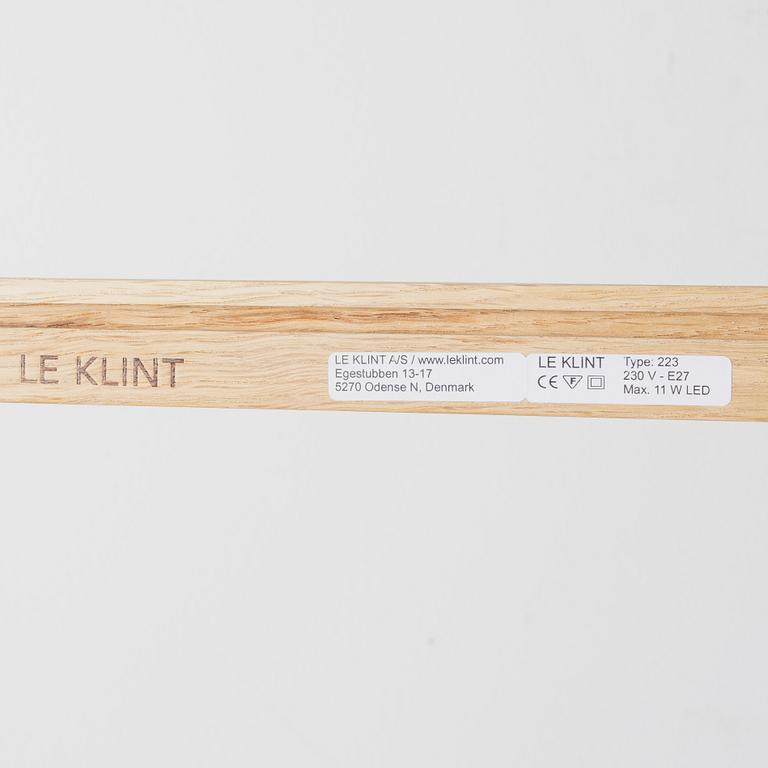 LE KLINT
LE KLINT A/S / www.leklint.com
Egestubben 13-17
5270 Odense N, Denmark
LE KLINT
CE F
Type: 223
230 V - E27
Max. 11 W LED